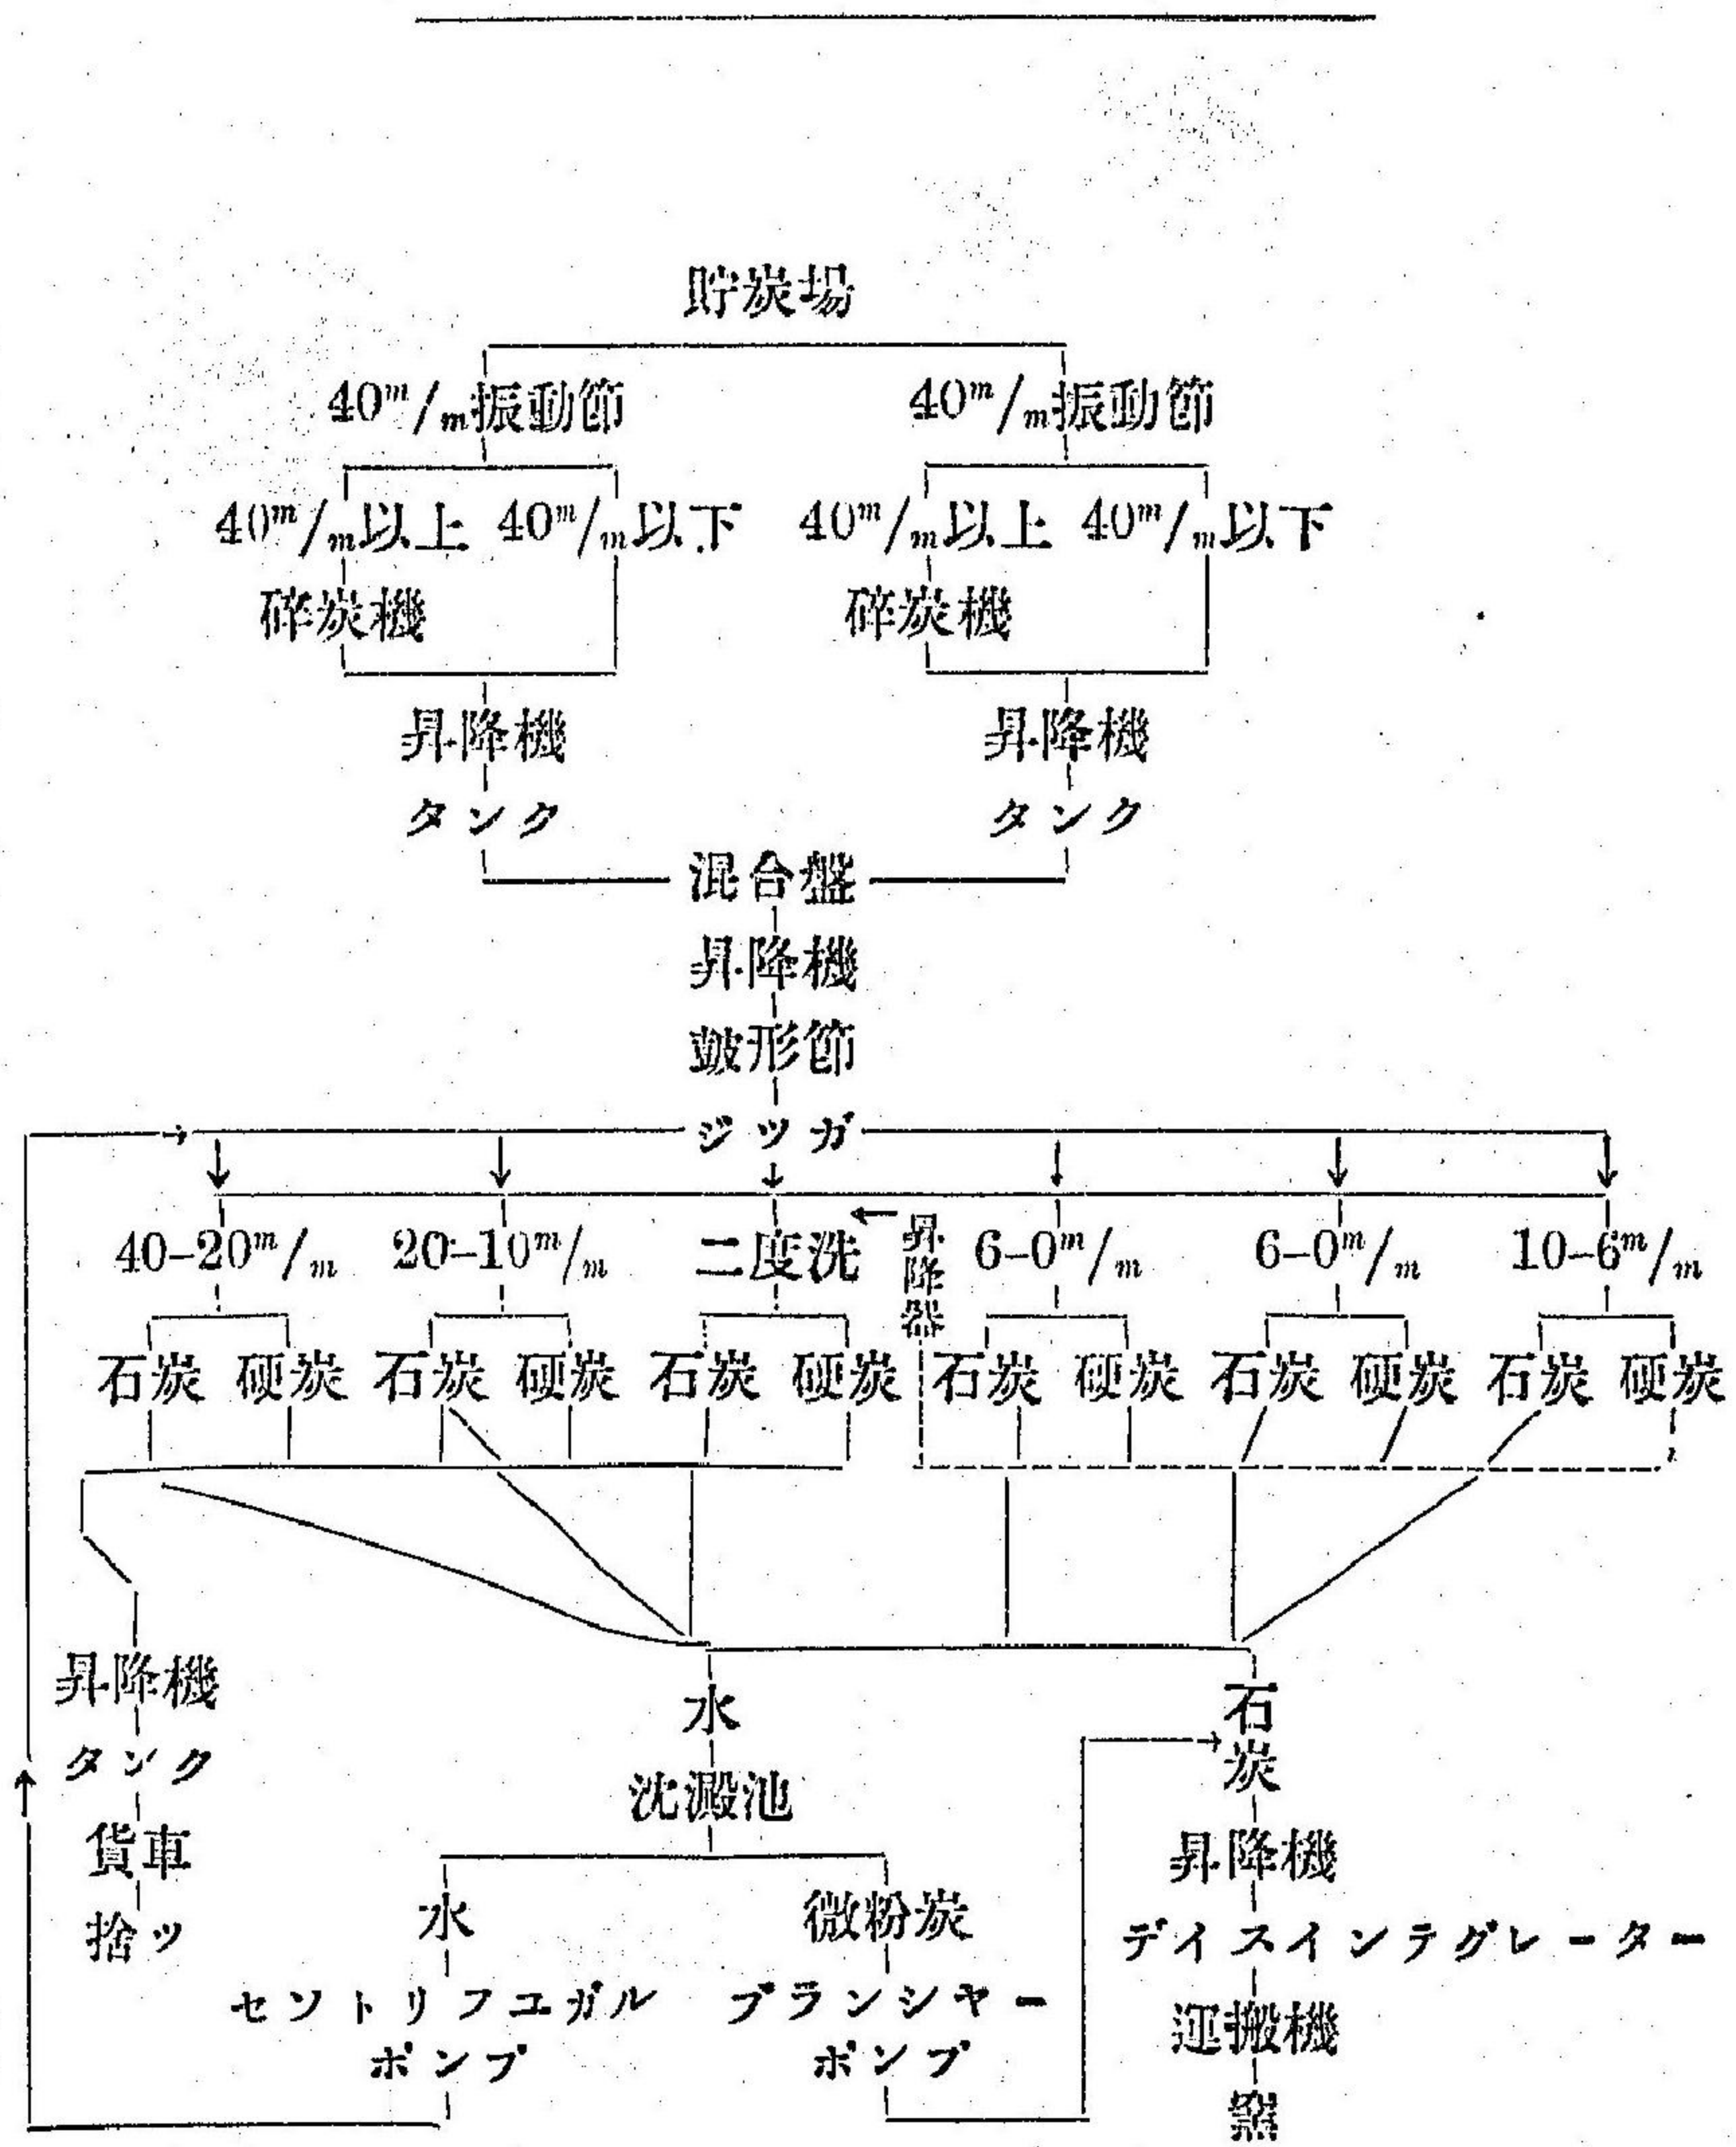 貯炭場
40m/m振動節 40m/m振動節
40m/m以上 40m/m以下 40m/m以上 40m/m以下
碎炭機 碎炭機
昇降機 昇降機
タンク タンク
混合盤
昇降機
皷形節
ジツガ
40-20m/m 20-10m/m 二度洗 昇降器 6-0m/m 6-0m/m 10-6m/m
石炭 硬炭 石炭 硬炭 石炭 硬炭 石炭 硬炭 石炭 硬炭 石炭 硬炭
昇降機
タンク
貨車
捨ツ
水
沈澱池
水 微粉炭
セントリフユガル プランシヤー
ポンプ ポンプ
石炭
昇降機
デイスインテグレーター
運搬機
窯